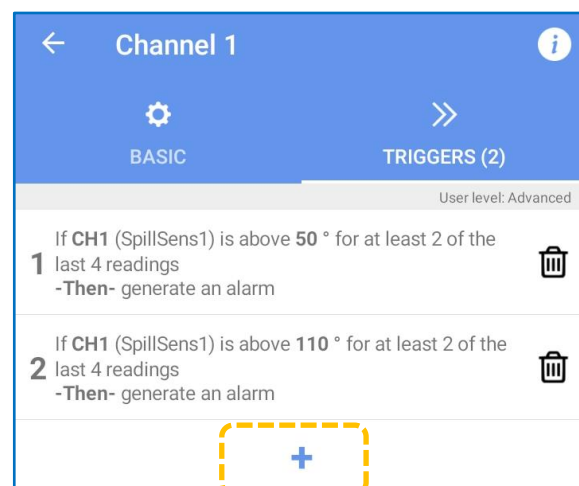 Channel 1
BASIC
TRIGGERS (2)
User level: Advanced
If CH1 (SpillSens1) is above 50 ° for at least 2 of the
1 last 4 readings
-Then- generate an alarm
If CH1 (SpillSens1) is above 110 ° for at least 2 of the
2 last 4 readings
-Then- generate an alarm
+